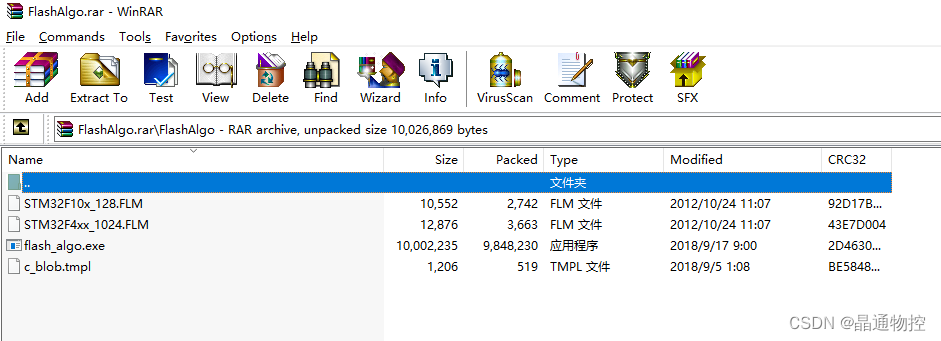 FlashAlgo.rar - WinRAR
File Commands Tools Favorites Options Help
Add Extract To Test View Delete Find Wizard Info VirusScan Comment Protect SFX
FlashAlgo.rar\FlashAlgo - RAR archive, unpacked size 10,026,869 bytes
Name Size Packed Type Modified CRC32
.. 文件夹
STM32F10x_128.FLM 10,552 2,742 FLM 文件 2012/10/24 11:07 92D17B...
STM32F4xx_1024.FLM 12,876 3,663 FLM 文件 2012/10/24 11:07 43E7D004
flash_algo.exe 10,002,235 9,848,230 应用程序 2018/9/17 9:00 2D4630...
c_blob.tmpl 1,206 519 TMPL 文件 2018/9/5 1:08 BE5848...
CSDN @晶通物控